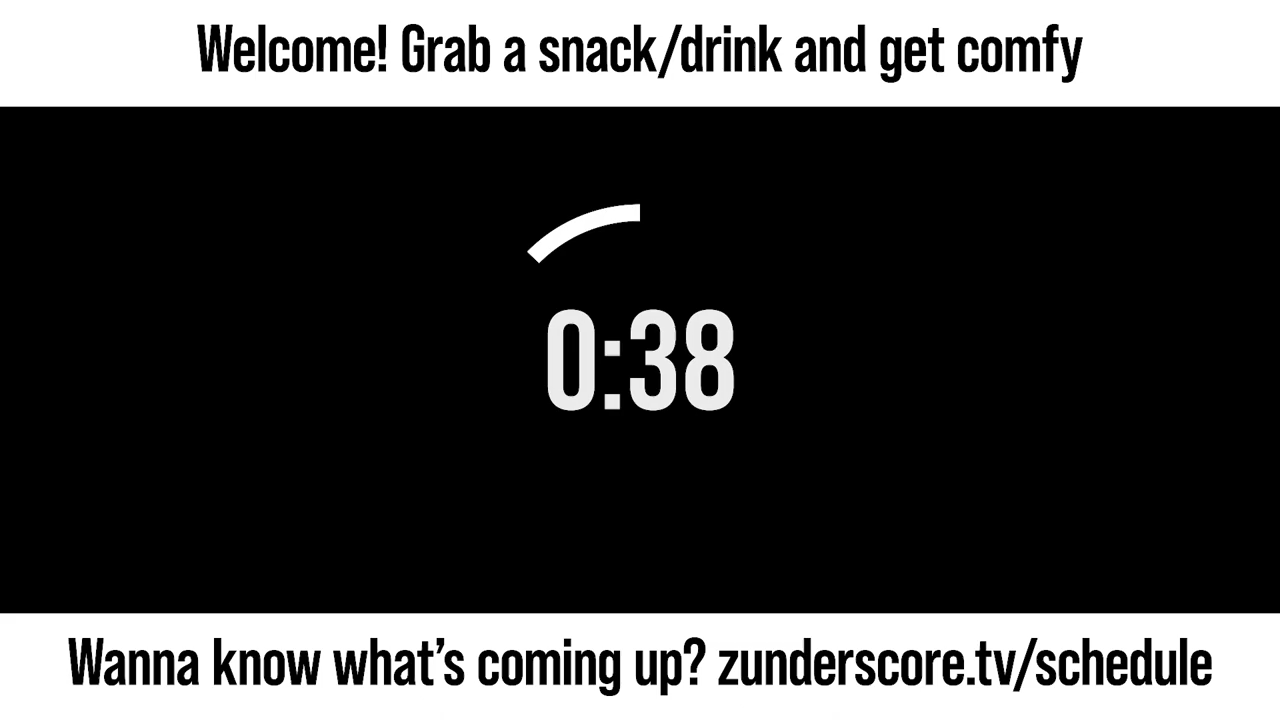 Welcome! Grab a snack/drink and get comfy
0:38
Wanna know what’s coming up? zunderscore.tv/schedule